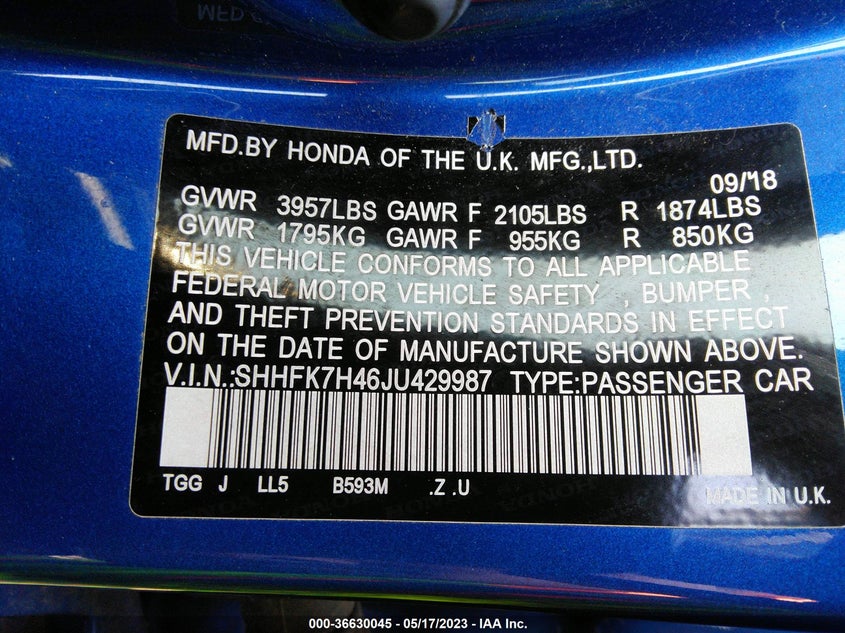 MFD.BY HONDA OF THE U.K. MFG.,LTD.
09/18
GVWR 3957LBS GAWR F 2105LBS R 1874LBS
GVWR 1795KG GAWR F 955KG R 850KG
THIS VEHICLE CONFORMS TO ALL APPLICABLE
FEDERAL MOTOR VEHICLE SAFETY , BUMPER ,
AND THEFT PREVENTION STANDARDS IN EFFECT
ON THE DATE OF MANUFACTURE SHOWN ABOVE.
V.I.N.:SHHFK7H46JU429987 TYPE:PASSENGER CAR
TGG J LL5 B593M .Z .U MADE IN U.K.
000-36630045 - 05/17/2023 - IAA Inc.